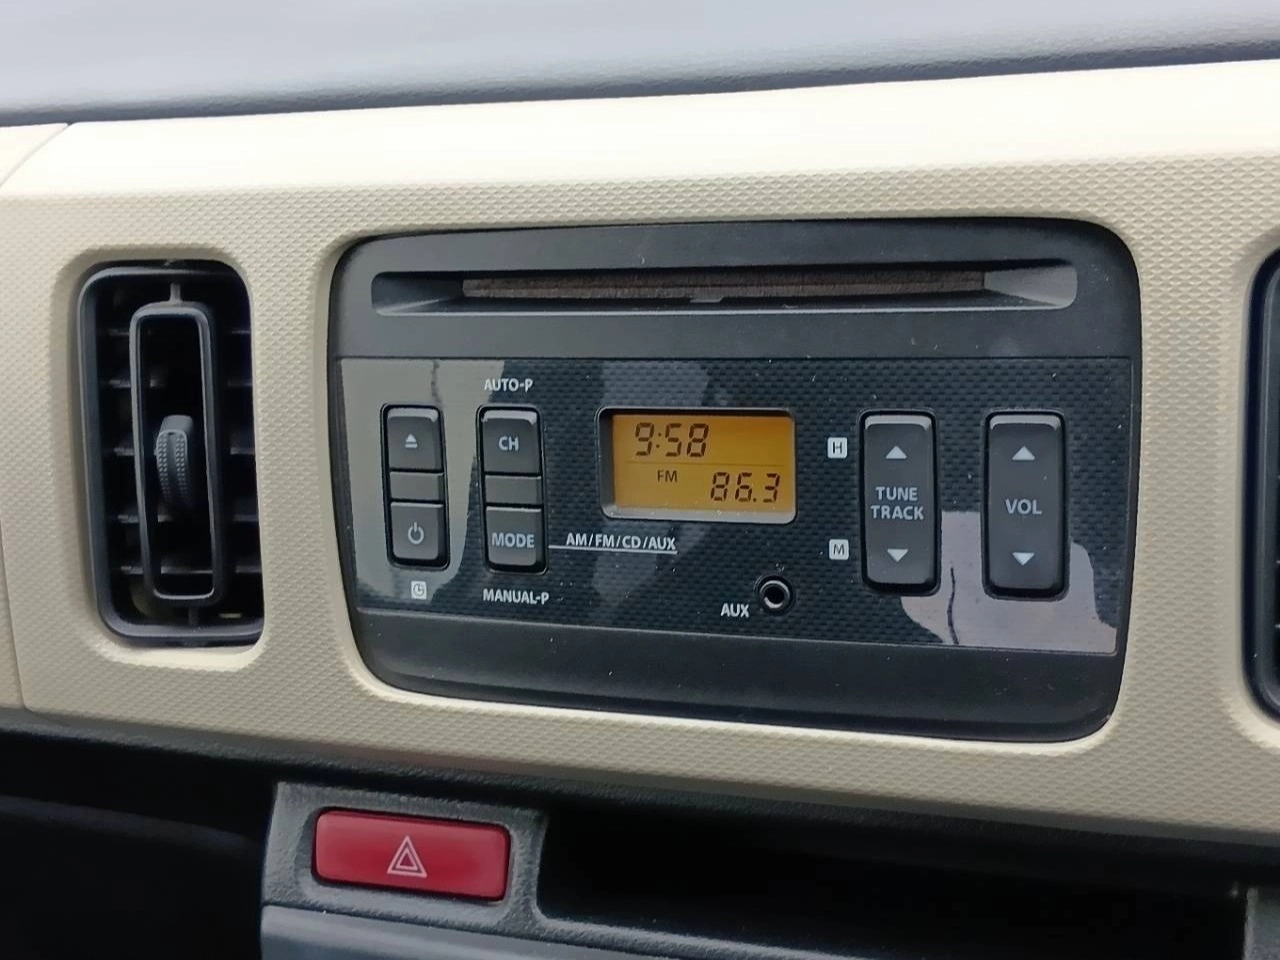 AUTO-P
CH
MODE
AM/FM/CD/AUX
MANUAL-P
9:58
FM
86.3
AUX
H
M
TUNE
TRACK
VOL